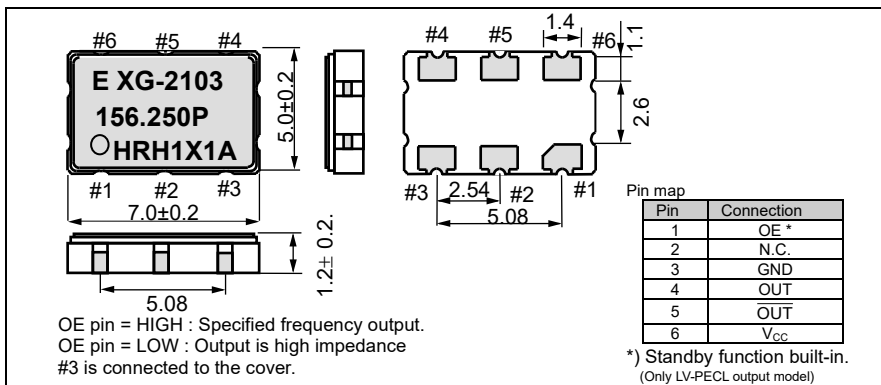 #6 #5 #4
E XG-2103
156.250P
HRH1X1A
5.0±0.2
#1 #2 #3
7.0±0.2
1.2± 0.2.
5.08
#4 #5 #6
1.4
1.1
2.6
#3 #2 #1
2.54
5.08
OE pin = HIGH : Specified frequency output.
OE pin = LOW : Output is high impedance
#3 is connected to the cover.
Pin map
Pin Connection
1 OE *
2 N.C.
3 GND
4 OUT
5 O̅U̅T̅
6 VCC
*) Standby function built-in.
(Only LV-PECL output model)